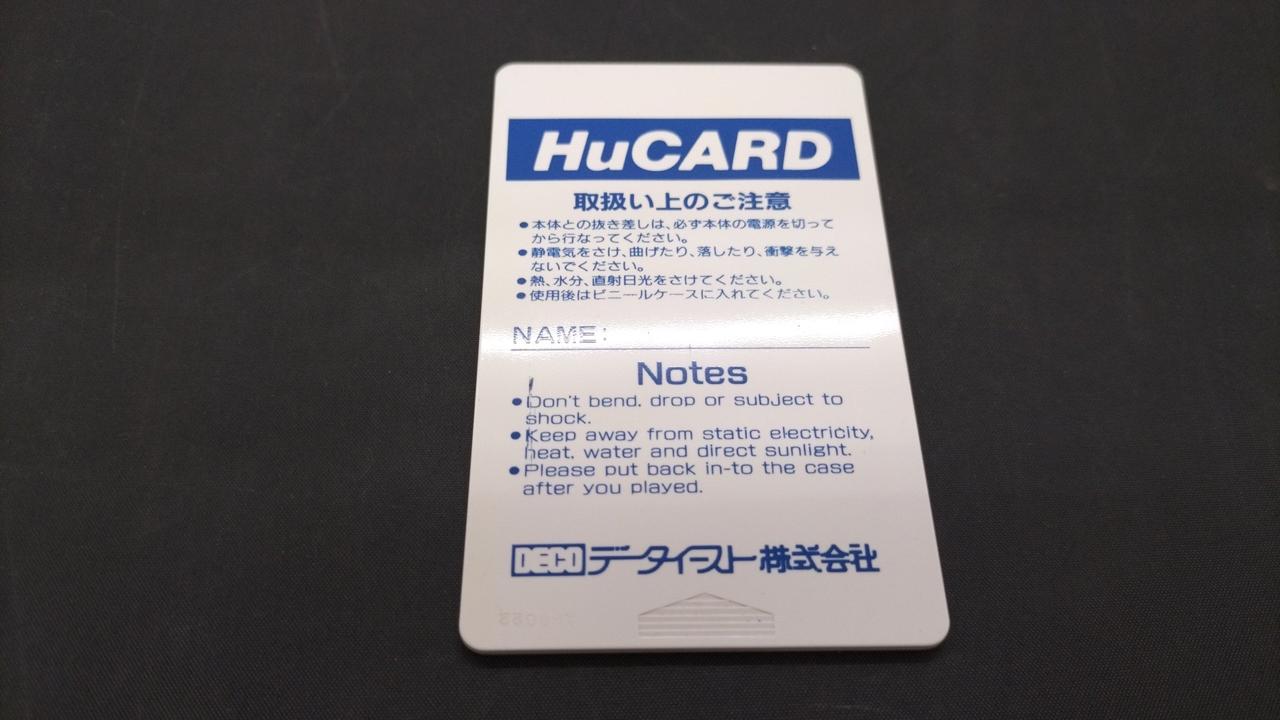 HuCARD
取扱い上のご注意
●本体との抜き差しは、必ず本体の電源を切って
から行なってください。
●静電気をさけ、曲げたり、落したり、衝撃を与え
ないでください。
●熱、水分、直射日光をさけてください。
●使用後はビニールケースに入れてください。
NAME:
Notes
●Don't bend. drop or subject to
shock.
●Keep away from static electricity,
heat. water and direct sunlight.
●Please put back in-to the case
after you played.
DECO データイースト株式会社